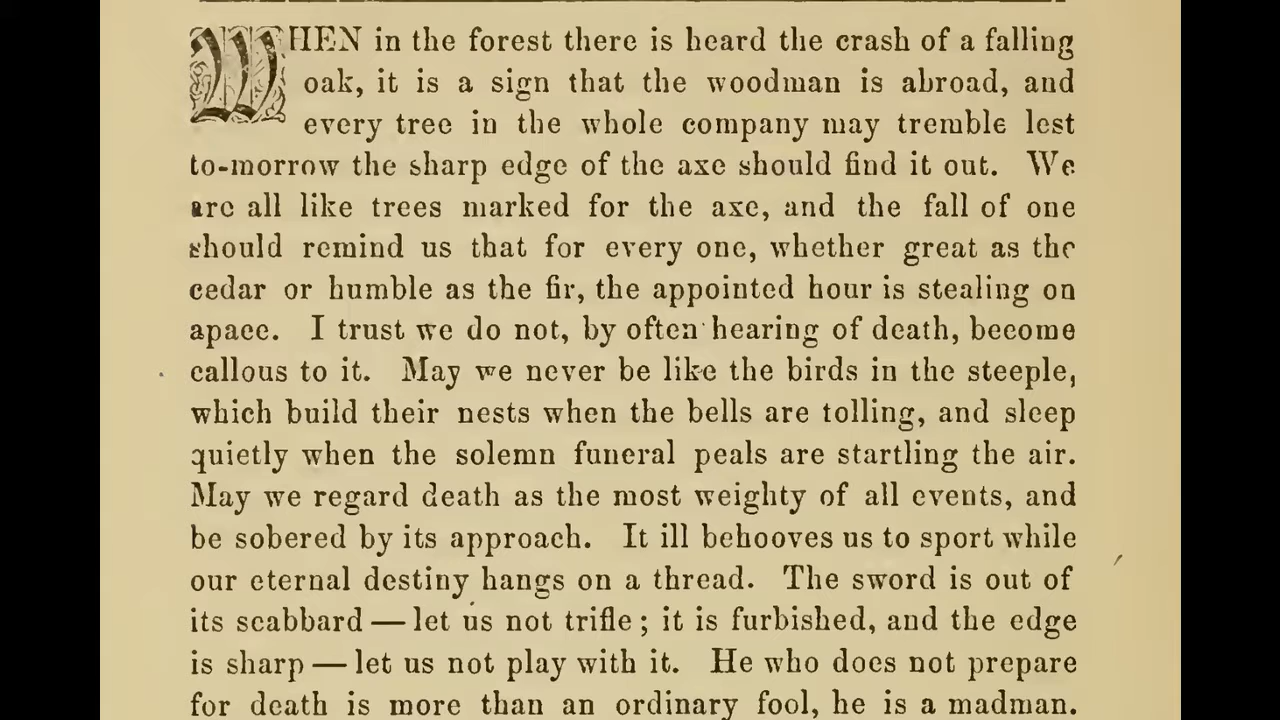 WHEN in the forest there is heard the crash of a falling
oak, it is a sign that the woodman is abroad, and
every tree in the whole company may tremble lest
to-morrow the sharp edge of the axe should find it out. We
are all like trees marked for the axe, and the fall of one
should remind us that for every one, whether great as the
cedar or humble as the fir, the appointed hour is stealing on
apace. I trust we do not, by often hearing of death, become
callous to it. May we never be like the birds in the steeple,
which build their nests when the bells are tolling, and sleep
quietly when the solemn funeral peals are startling the air.
May we regard death as the most weighty of all events, and
be sobered by its approach. It ill behooves us to sport while
our eternal destiny hangs on a thread. The sword is out of
its scabbard — let us not trifle; it is furbished, and the edge
is sharp — let us not play with it. He who does not prepare
for death is more than an ordinary fool, he is a madman.